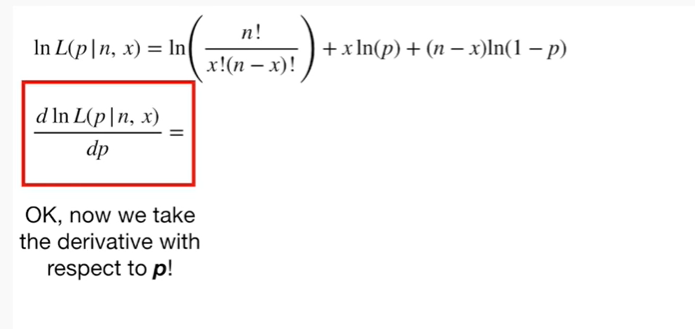 ln L(p|n, x) = ln( n! / x!(n − x)! ) + x ln(p) + (n − x)ln(1 − p)
d ln L(p|n, x) / dp =
OK, now we take
the derivative with
respect to p!